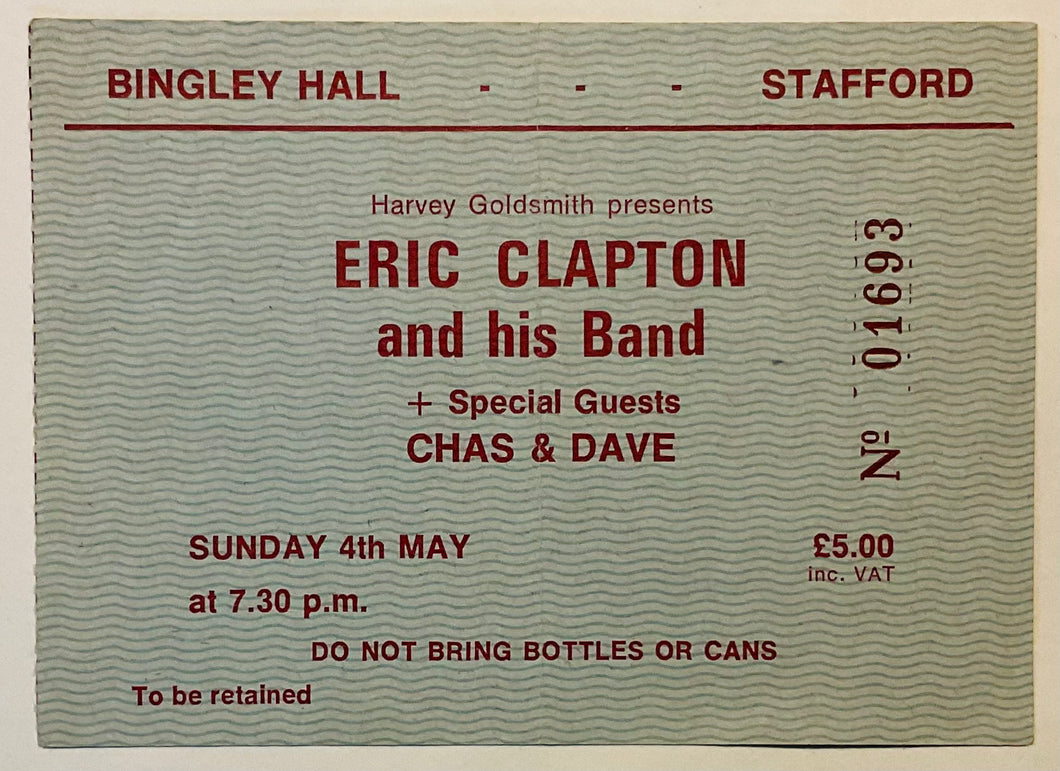 BINGLEY HALL - - - STAFFORD
Harvey Goldsmith presents
ERIC CLAPTON
and his Band
+ Special Guests
CHAS & DAVE
Nº 01693
SUNDAY 4th MAY
£5.00
inc. VAT
at 7.30 p.m.
DO NOT BRING BOTTLES OR CANS
To be retained